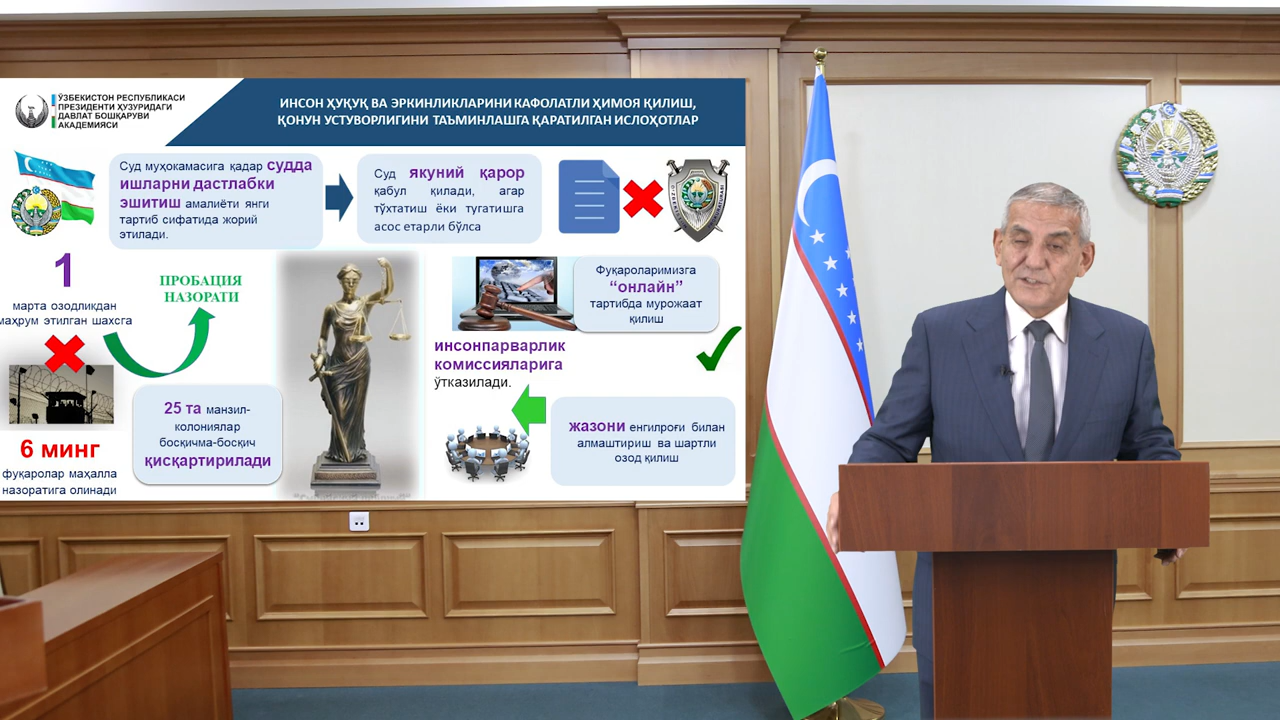 ЎЗБЕКИСТОН РЕСПУБЛИКАСИ
ПРЕЗИДЕНТИ ҲУЗУРИДАГИ
ДАВЛАТ БОШҚАРУВИ
АКАДЕМИЯСИ
ИНСОН ҲУҚУҚ ВА ЭРКИНЛИКЛАРИНИ КАФОЛАТЛИ ҲИМОЯ ҚИЛИШ,
ҚОНУН УСТУВОРЛИГИНИ ТАЪМИНЛАШГА ҚАРАТИЛГАН ИСЛОҲОТЛАР
Суд муҳокамасига қадар судда
ишларни дастлабки
эшитиш амалиёти янги
тартиб сифатида жорий
этилади.
Суд якуний қарор
қабул қилади, агар
тўхтатиш ёки тугатишга
асос етарли бўлса
1
марта озодликдан
маҳрум этилган шахсга
ПРОБАЦИЯ
НАЗОРАТИ
6 минг
фуқаролар маҳалла
назоратига олинади
25 та манзил-
колониялар
босқичма-босқич
қисқартирилади
Фуқароларимизга
“онлайн”
тартибда мурожаат
қилиш
инсонпарварлик
комиссияларига
ўтказилади.
жазони енгилроғи билан
алмаштириш ва шартли
озод қилиш